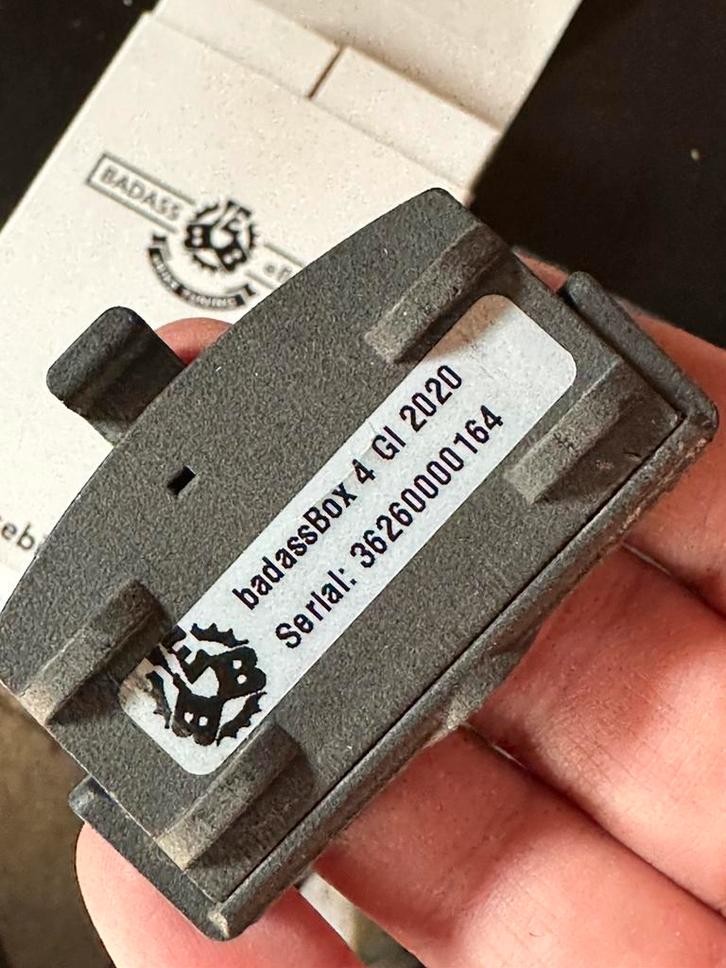 BADASS
badassBox 4 GI 2020
Serial: 36260000164